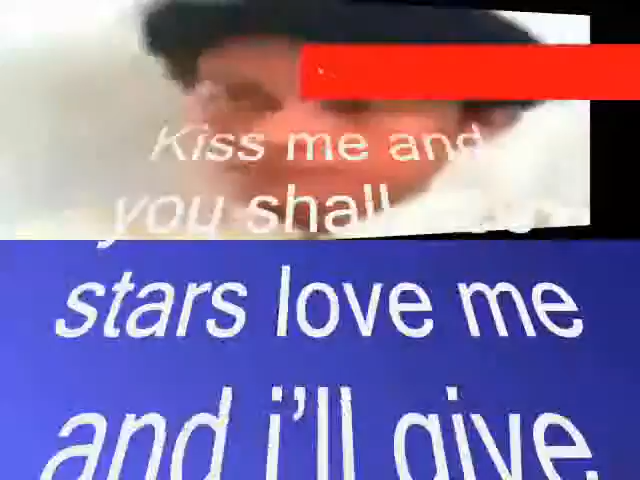 Kiss me and
you shall
stars love me
and i'll give